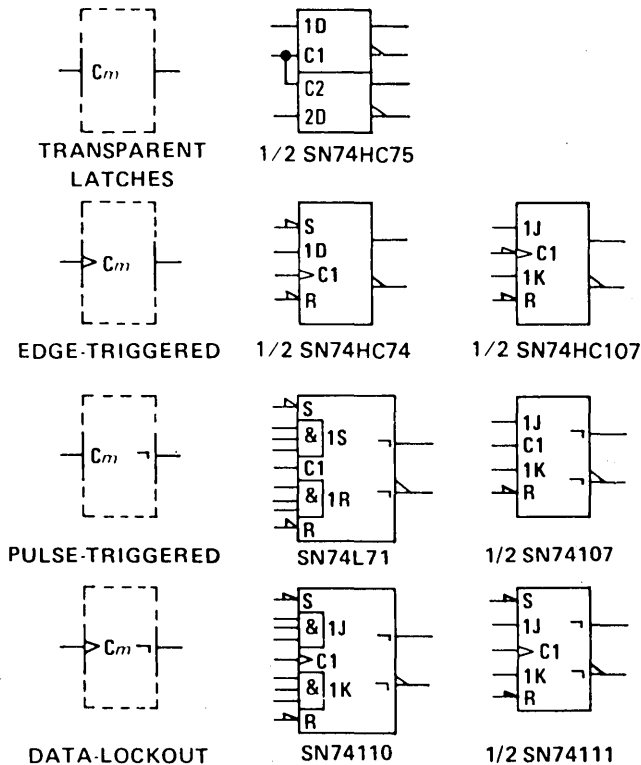 Cm
1D
C1
C2
2D
TRANSPARENT
LATCHES
1/2 SN74HC75
Cm
S
1D
C1
R
1J
C1
1K
R
EDGE-TRIGGERED
1/2 SN74HC74
1/2 SN74HC107
Cm ¬
S
& 1S
C1
& 1R
R
¬
¬
1J
C1
1K
R
¬
¬
PULSE-TRIGGERED
SN74L71
1/2 SN74107
Cm ¬
S
& 1J
C1
& 1K
R
¬
¬
S
1J
C1
1K
R
¬
¬
DATA-LOCKOUT
SN74110
1/2 SN74111